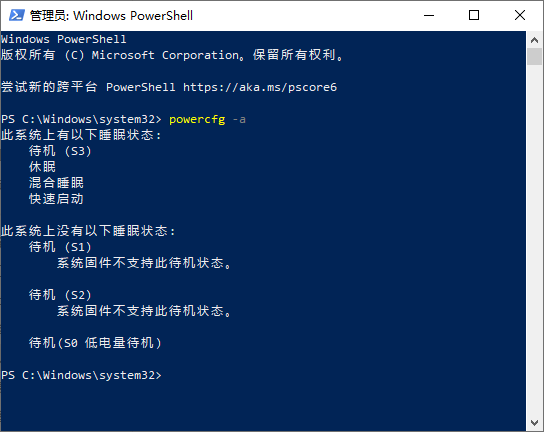 管理员: Windows PowerShell
Windows PowerShell
版权所有 (C) Microsoft Corporation。保留所有权利。
尝试新的跨平台 PowerShell https://aka.ms/pscore6
PS C:\Windows\system32> powercfg -a
此系统上有以下睡眠状态:
待机 (S3)
休眠
混合睡眠
快速启动
此系统上没有以下睡眠状态:
待机 (S1)
系统固件不支持此待机状态。
待机 (S2)
系统固件不支持此待机状态。
待机(S0 低电量待机)
PS C:\Windows\system32>